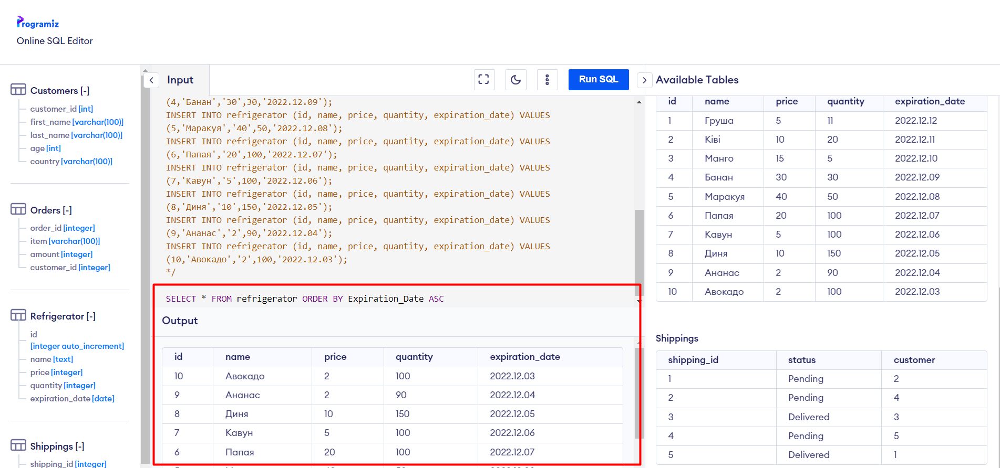 Programiz
Online SQL Editor
Customers [-]
customer_id [int]
first_name [varchar(100)]
last_name [varchar(100)]
age [int]
country [varchar(100)]
Orders [-]
order_id [integer]
item [varchar(100)]
amount [integer]
customer_id [integer]
Refrigerator [-]
id
[integer auto_increment]
name [text]
price [integer]
quantity [integer]
expiration_date [date]
Shippings [-]
shipping_id [integer]
Input
Run SQL
(4,'Банан','30',30,'2022.12.09');
INSERT INTO refrigerator (id, name, price, quantity, expiration_date) VALUES
(5,'Маракуя','40',50,'2022.12.08');
INSERT INTO refrigerator (id, name, price, quantity, expiration_date) VALUES
(6,'Папая','20',100,'2022.12.07');
INSERT INTO refrigerator (id, name, price, quantity, expiration_date) VALUES
(7,'Кавун','5',100,'2022.12.06');
INSERT INTO refrigerator (id, name, price, quantity, expiration_date) VALUES
(8,'Диня','10',150,'2022.12.05');
INSERT INTO refrigerator (id, name, price, quantity, expiration_date) VALUES
(9,'Ананас','2',90,'2022.12.04');
INSERT INTO refrigerator (id, name, price, quantity, expiration_date) VALUES
(10,'Авокадо','2',100,'2022.12.03');
*/
SELECT * FROM refrigerator ORDER BY Expiration_Date ASC
Output
id name price quantity expiration_date
10 Авокадо 2 100 2022.12.03
9 Ананас 2 90 2022.12.04
8 Диня 10 150 2022.12.05
7 Кавун 5 100 2022.12.06
6 Папая 20 100 2022.12.07
Available Tables
id name price quantity expiration_date
1 Груша 5 11 2022.12.12
2 Ківі 10 20 2022.12.11
3 Манго 15 5 2022.12.10
4 Банан 30 30 2022.12.09
5 Маракуя 40 50 2022.12.08
6 Папая 20 100 2022.12.07
7 Кавун 5 100 2022.12.06
8 Диня 10 150 2022.12.05
9 Ананас 2 90 2022.12.04
10 Авокадо 2 100 2022.12.03
Shippings
shipping_id status customer
1 Pending 2
2 Pending 4
3 Delivered 3
4 Pending 5
5 Delivered 1